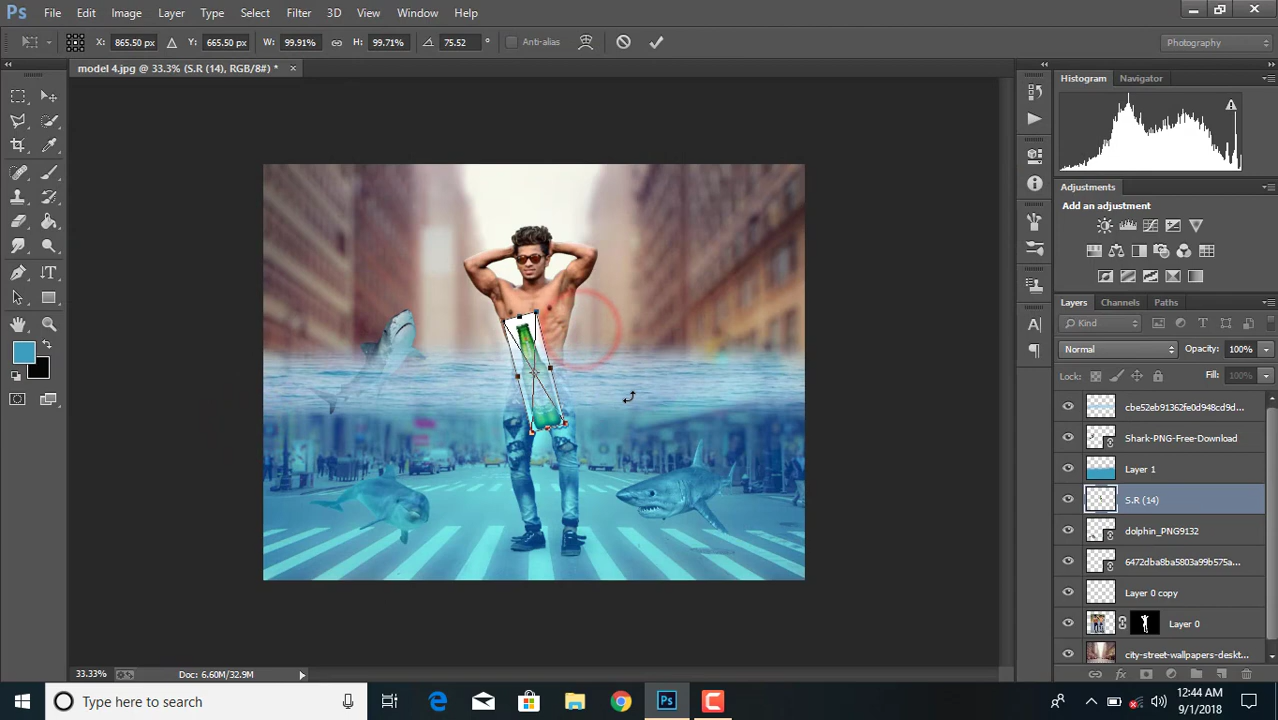 Ps File Edit Image Layer Type Select Filter 3D View Window Help
X: 865.50 px Y: 665.50 px W: 99.91% H: 99.71% 75.52 ° Anti-alias Photography
model 4.jpg @ 33.3% (S.R (14), RGB/8#) * ×
Histogram Navigator
Adjustments
Add an adjustment
Layers Channels Paths
Kind
Normal Opacity: 100%
Lock: Fill: 100%
cbe52eb91362fe0d948cd9d...
Shark-PNG-Free-Download
Layer 1
S.R (14)
dolphin_PNG9132
6472dba8ba5803a99b575a...
Layer 0 copy
Layer 0
city-street-wallpapers-deskt...
33.33% Doc: 6.60M/32.9M
Type here to search
Ps
12:44 AM
9/1/2018